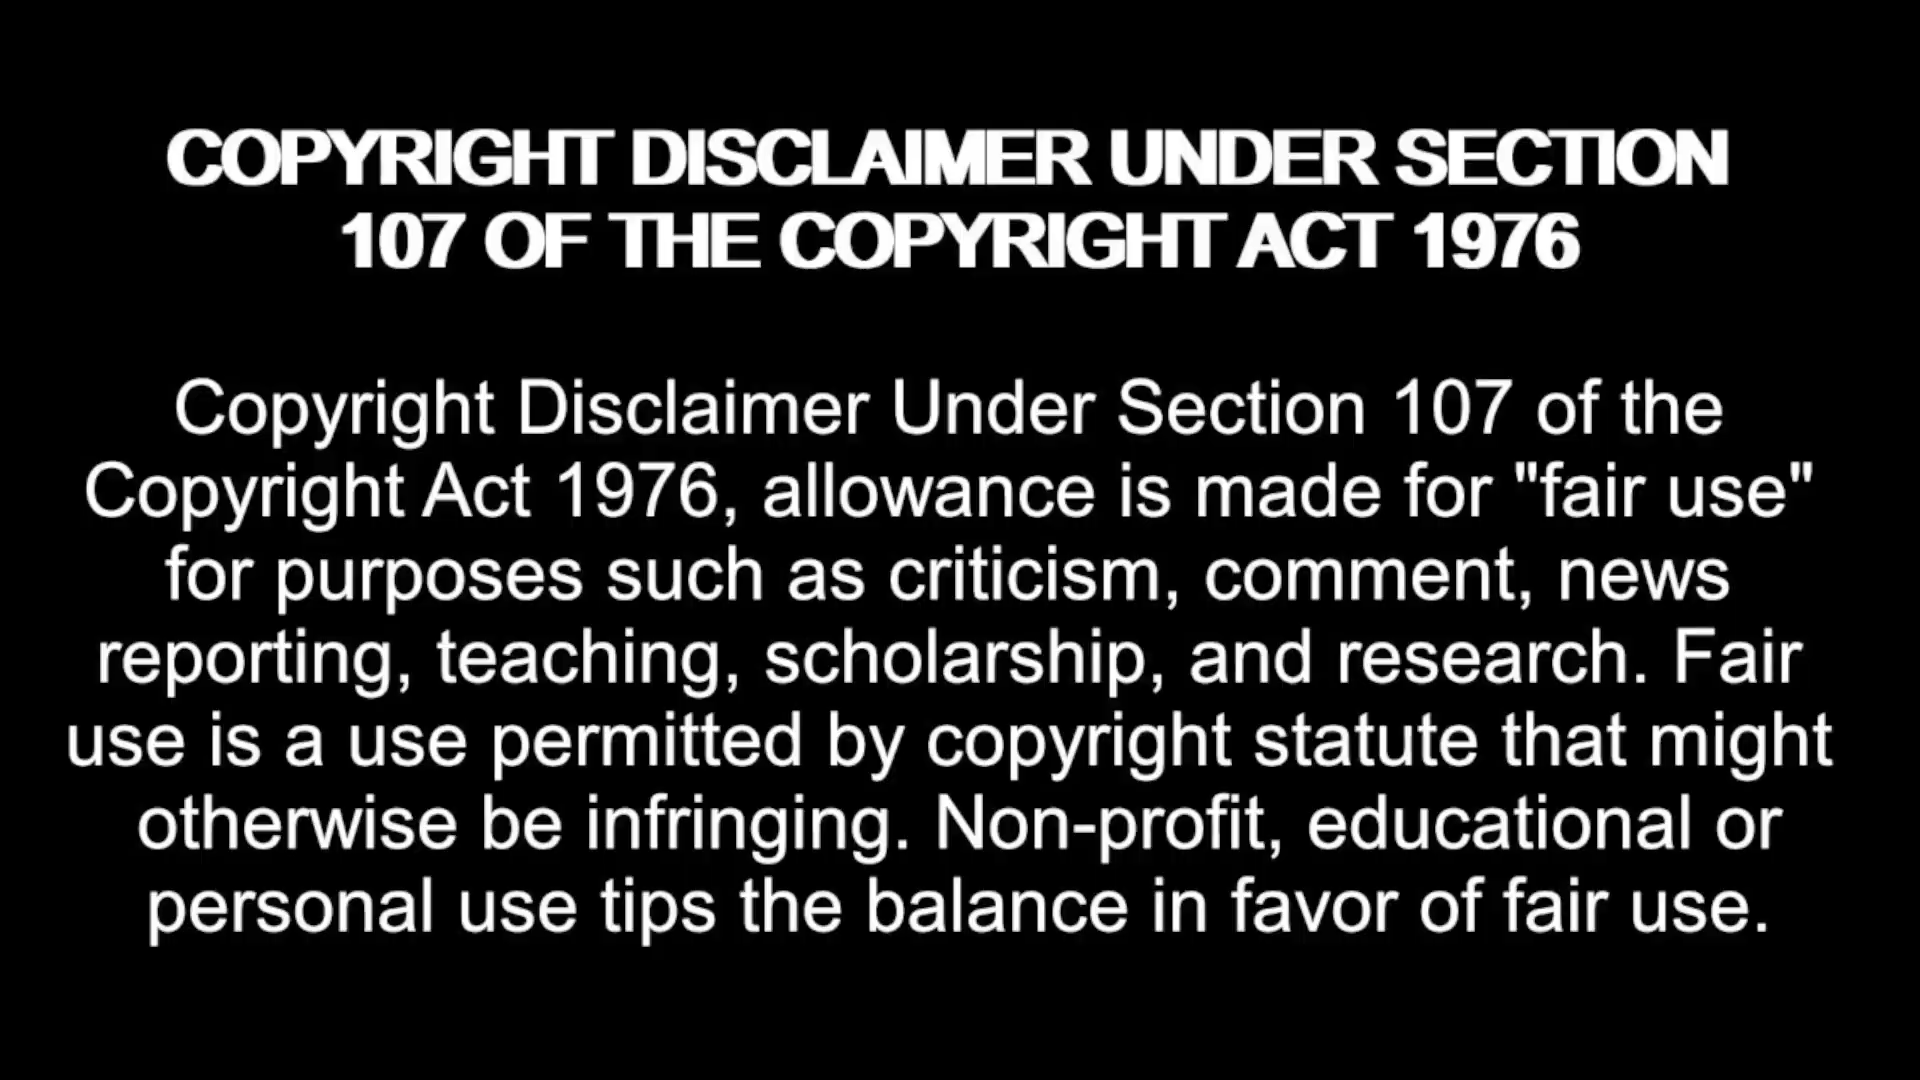 COPYRIGHT DISCLAIMER UNDER SECTION
107 OF THE COPYRIGHT ACT 1976
Copyright Disclaimer Under Section 107 of the
Copyright Act 1976, allowance is made for "fair use"
for purposes such as criticism, comment, news
reporting, teaching, scholarship, and research. Fair
use is a use permitted by copyright statute that might
otherwise be infringing. Non-profit, educational or
personal use tips the balance in favor of fair use.